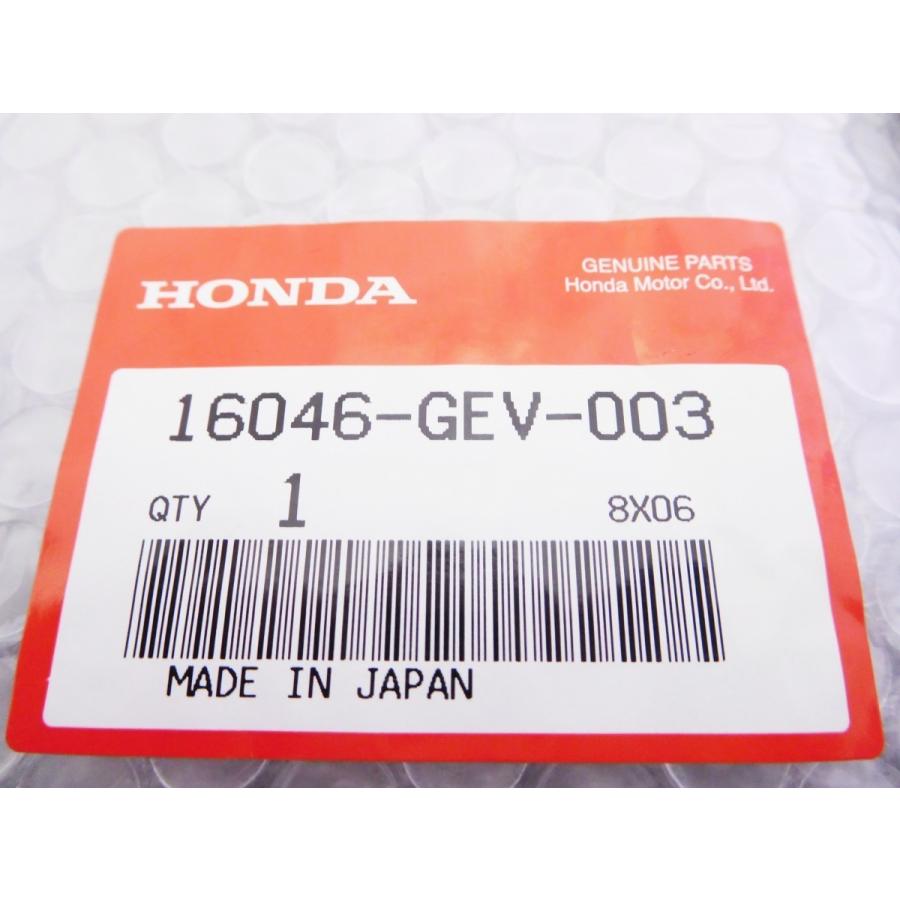 HONDA
GENUINE PARTS
Honda Motor Co., Ltd.
16046-GEV-003
QTY 1 8X06
MADE IN JAPAN